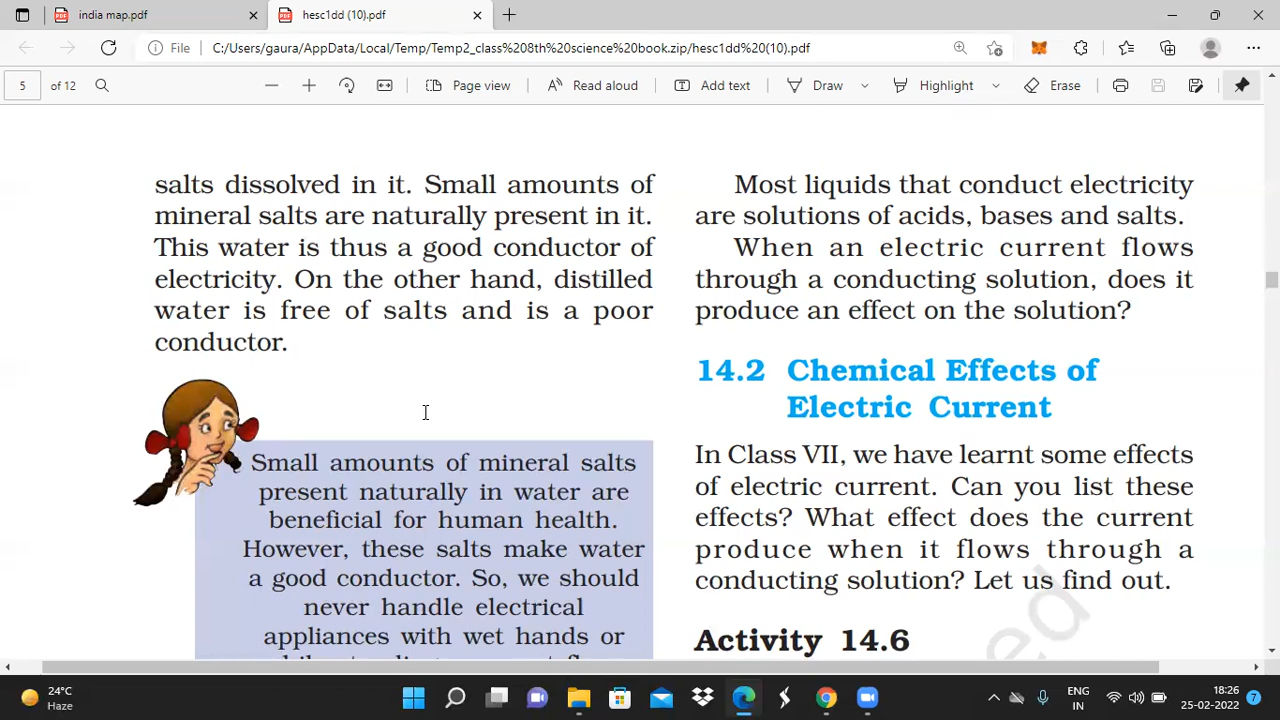 india map.pdf
hesc1dd (10).pdf
File
C:/Users/gaura/AppData/Local/Temp/Temp2_class%208th%20science%20book.zip/hesc1dd%20(10).pdf
5 of 12
Page view
Read aloud
Add text
Draw
Highlight
Erase
salts dissolved in it. Small amounts of
mineral salts are naturally present in it.
This water is thus a good conductor of
electricity. On the other hand, distilled
water is free of salts and is a poor
conductor.
Small amounts of mineral salts
present naturally in water are
beneficial for human health.
However, these salts make water
a good conductor. So, we should
never handle electrical
appliances with wet hands or
Most liquids that conduct electricity
are solutions of acids, bases and salts.
When an electric current flows
through a conducting solution, does it
produce an effect on the solution?
14.2 Chemical Effects of
Electric Current
In Class VII, we have learnt some effects
of electric current. Can you list these
effects? What effect does the current
produce when it flows through a
conducting solution? Let us find out.
Activity 14.6
24°C
Haze
ENG
IN
18:26
25-02-2022
7